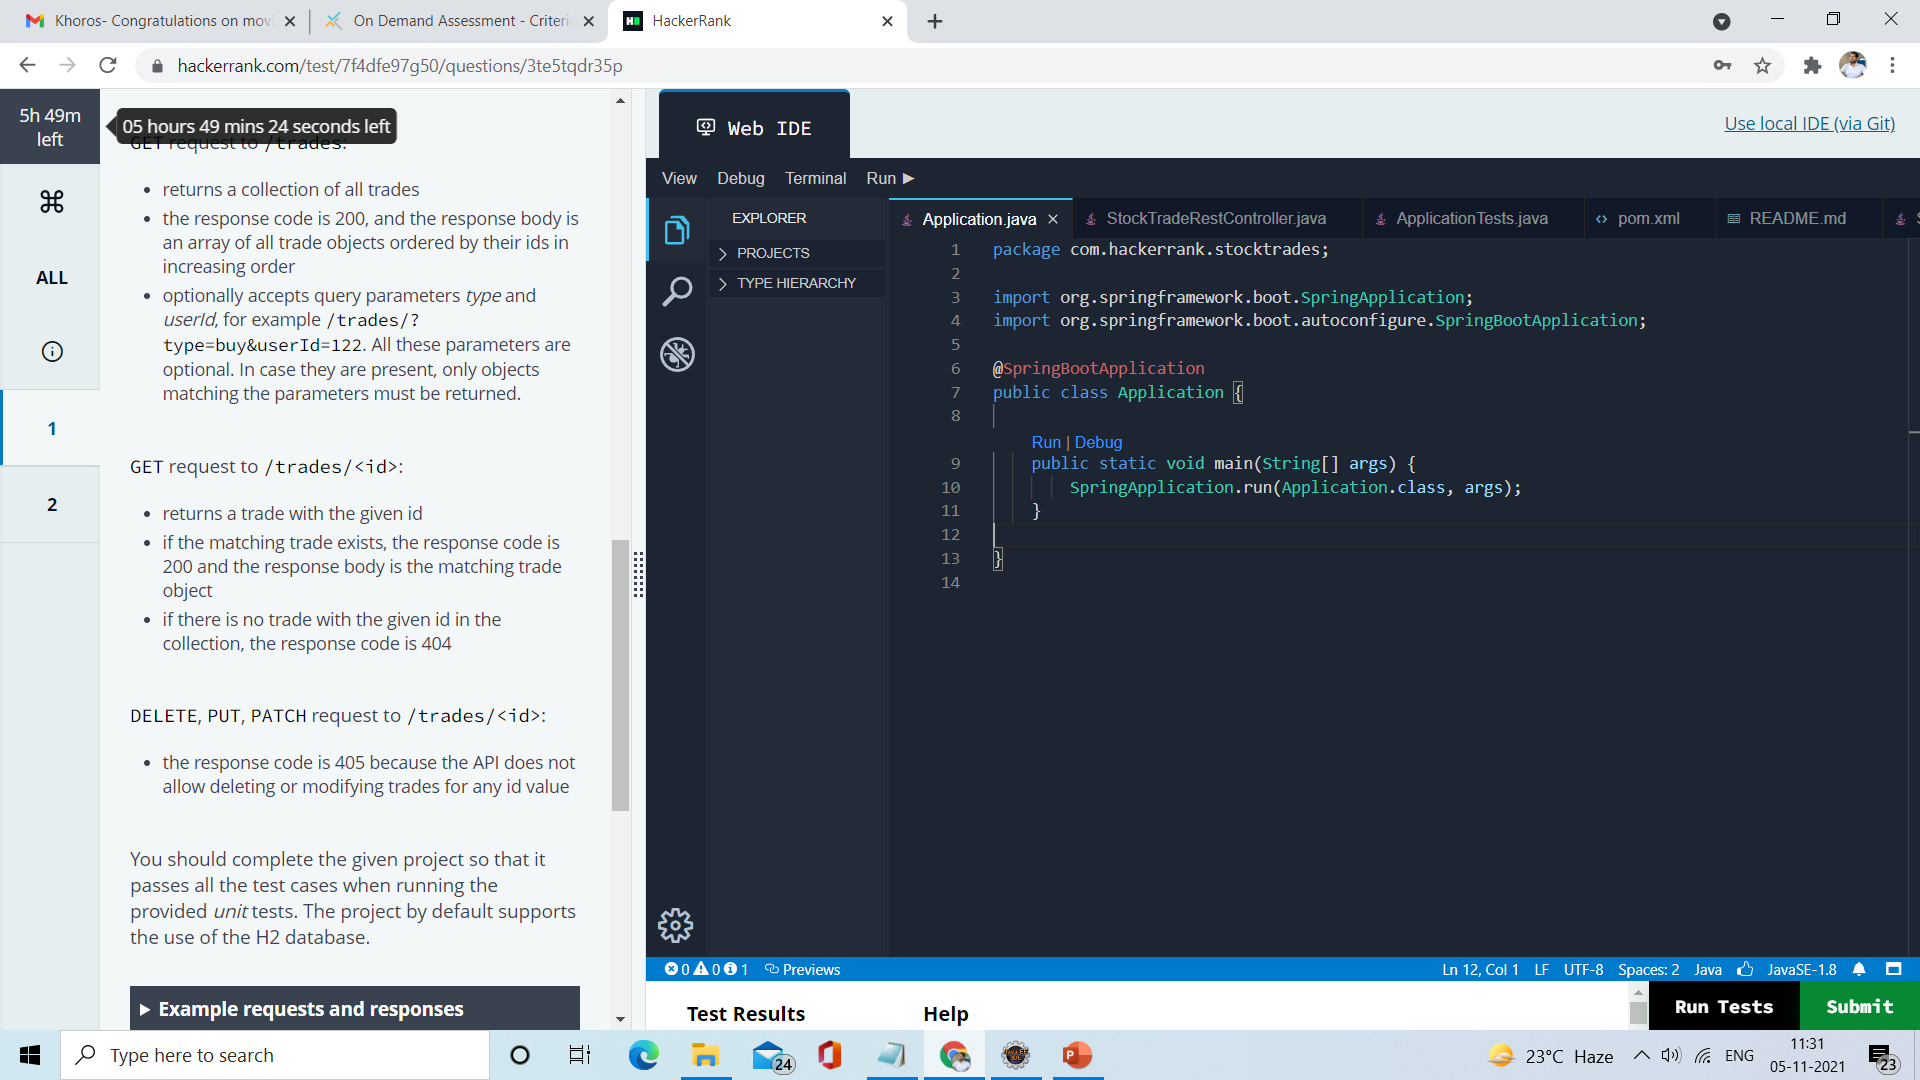 Khoros- Congratulations on mov
On Demand Assessment - Criteri
HackerRank
hackerrank.com/test/7f4dfe97g50/questions/3te5tqdr35p
5h 49m
left
05 hours 49 mins 24 seconds left
GET request to /trades:
returns a collection of all trades
the response code is 200, and the response body is
an array of all trade objects ordered by their ids in
increasing order
optionally accepts query parameters type and
userId, for example /trades/?
type=buy&userId=122. All these parameters are
optional. In case they are present, only objects
matching the parameters must be returned.
GET request to /trades/<id>:
returns a trade with the given id
if the matching trade exists, the response code is
200 and the response body is the matching trade
object
if there is no trade with the given id in the
collection, the response code is 404
DELETE, PUT, PATCH request to /trades/<id>:
the response code is 405 because the API does not
allow deleting or modifying trades for any id value
You should complete the given project so that it
passes all the test cases when running the
provided unit tests. The project by default supports
the use of the H2 database.
Example requests and responses
ALL
1
2
Web IDE
Use local IDE (via Git)
View Debug Terminal Run
EXPLORER
PROJECTS
TYPE HIERARCHY
Application.java
StockTradeRestController.java
ApplicationTests.java
pom.xml
README.md
1 package com.hackerrank.stocktrades;
2
3 import org.springframework.boot.SpringApplication;
4 import org.springframework.boot.autoconfigure.SpringBootApplication;
5
6 @SpringBootApplication
7 public class Application {
8
Run | Debug
9 public static void main(String[] args) {
10 SpringApplication.run(Application.class, args);
11 }
12
13 }
14
0 0 1 Previews
Ln 12, Col 1 LF UTF-8 Spaces: 2 Java JavaSE-1.8
Test Results Help
Run Tests Submit
Type here to search
24
23°C Haze
ENG
11:31
05-11-2021
23